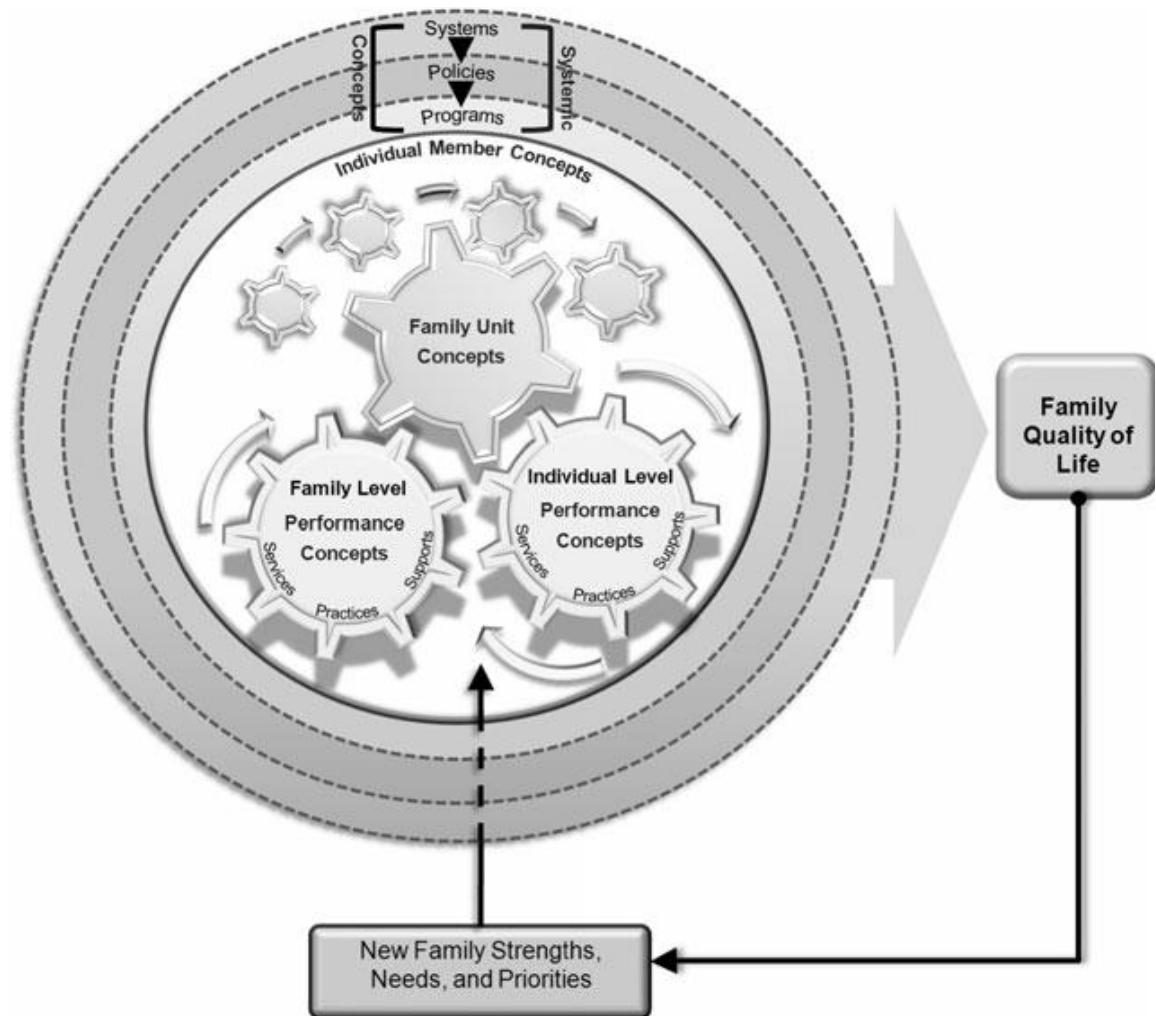 Systems
Policies
Programs
Concepts
Systemic
Individual Member Concepts
Family Unit
Concepts
Family Level
Performance
Concepts
Services
Practices
Supports
Individual Level
Performance
Concepts
Services
Practices
Supports
Family
Quality of
Life
New Family Strengths,
Needs, and Priorities